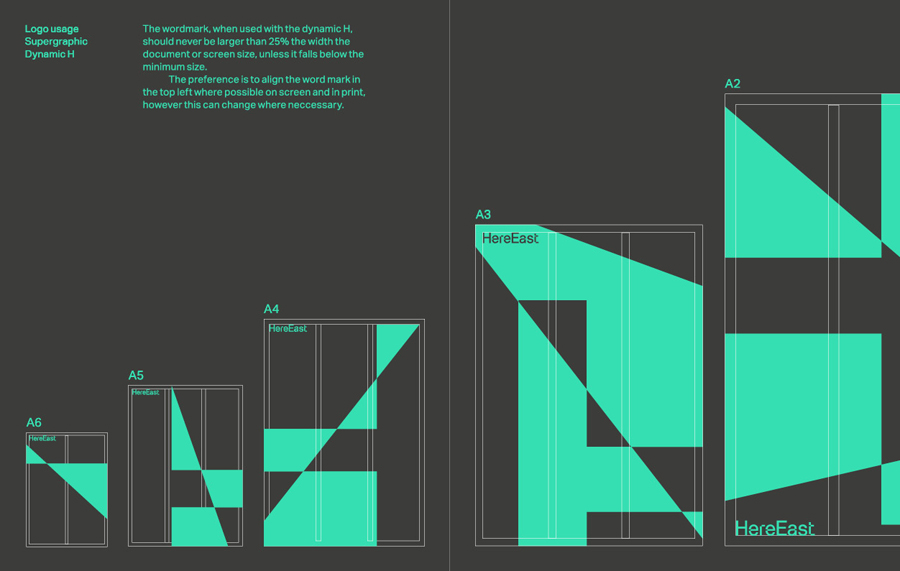 Logo usage
Supergraphic
Dynamic H
The wordmark, when used with the dynamic H,
should never be larger than 25% the width the
document or screen size, unless it falls below the
minimum size.
The preference is to align the word mark in
the top left where possible on screen and in print,
however this can change where neccessary.
A6
HereEast
A5
HereEast
A4
HereEast
A3
HereEast
A2
HereEast